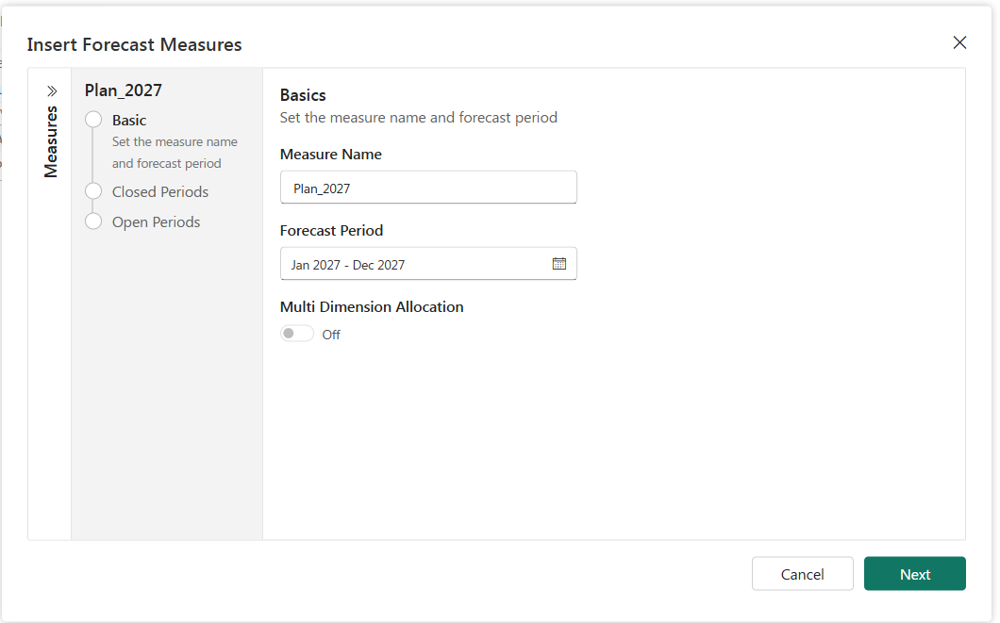 Insert Forecast Measures
Measures
Plan_2027
Basic
Set the measure name
and forecast period
Closed Periods
Open Periods
Basics
Set the measure name and forecast period
Measure Name
Plan_2027
Forecast Period
Jan 2027 - Dec 2027
Multi Dimension Allocation
Off
Cancel
Next